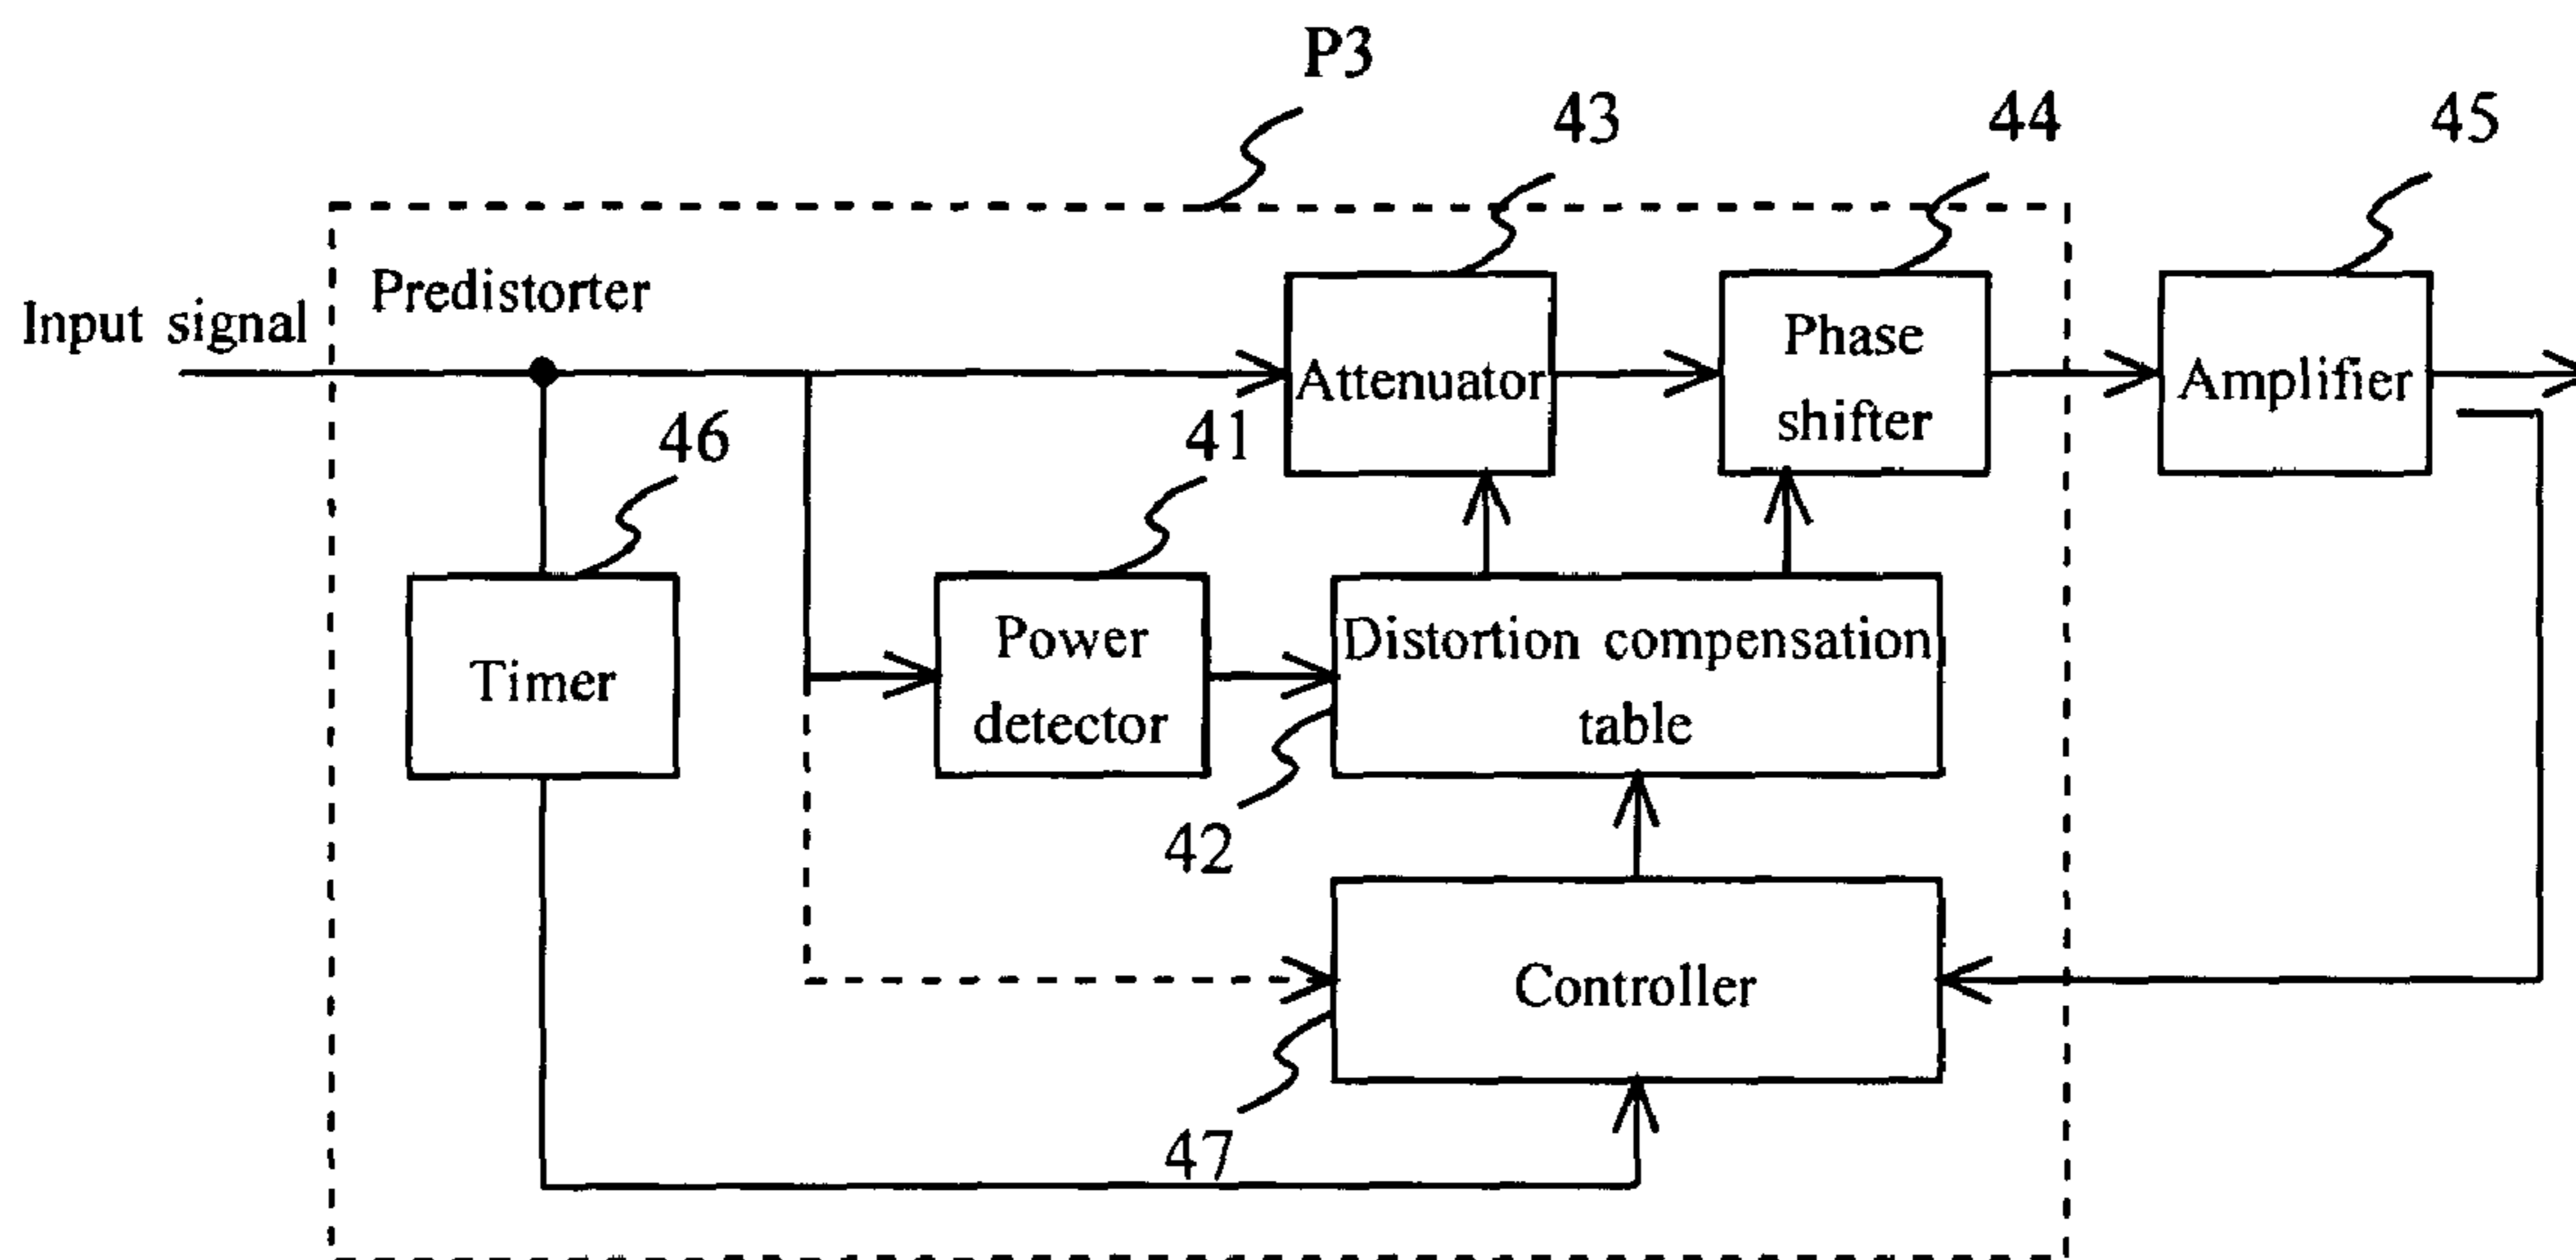 P3
43
44
45
Predistorter
Input signal
Attenuator
Phase
shifter
Amplifier
46
41
Timer
Power
detector
Distortion compensation
table
42
Controller
47